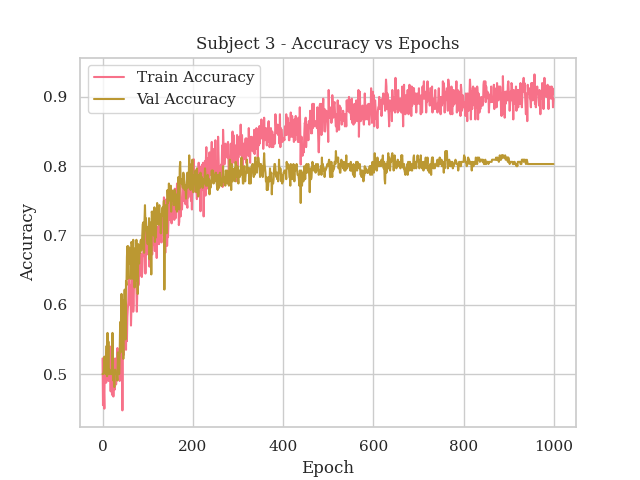 Subject 3 - Accuracy vs Epochs
Train Accuracy
Val Accuracy
0.9
0.8
0.7
0.6
0.5
Accuracy
0 200 400 600 800 1000
Epoch